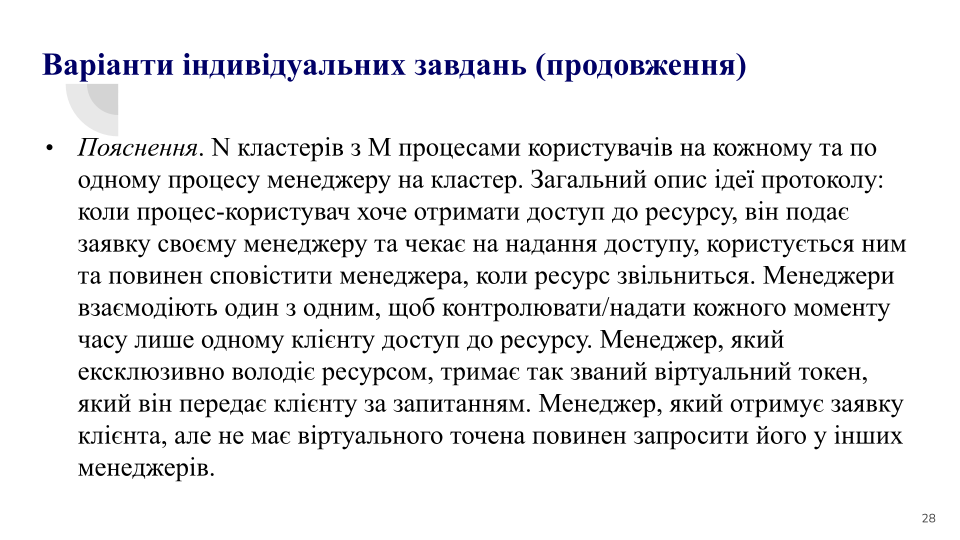 Варіанти індивідуальних завдань (продовження)
• Пояснення. N кластерів з M процесами користувачів на кожному та по
одному процесу менеджеру на кластер. Загальний опис ідеї протоколу:
коли процес-користувач хоче отримати доступ до ресурсу, він подає
заявку своєму менеджеру та чекає на надання доступу, користується ним
та повинен сповістити менеджера, коли ресурс звільниться. Менеджери
взаємодіють один з одним, щоб контролювати/надати кожного моменту
часу лише одному клієнту доступ до ресурсу. Менеджер, який
ексклюзивно володіє ресурсом, тримає так званий віртуальний токен,
який він передає клієнту за запитанням. Менеджер, який отримує заявку
клієнта, але не має віртуального точена повинен запросити його у інших
менеджерів.
28